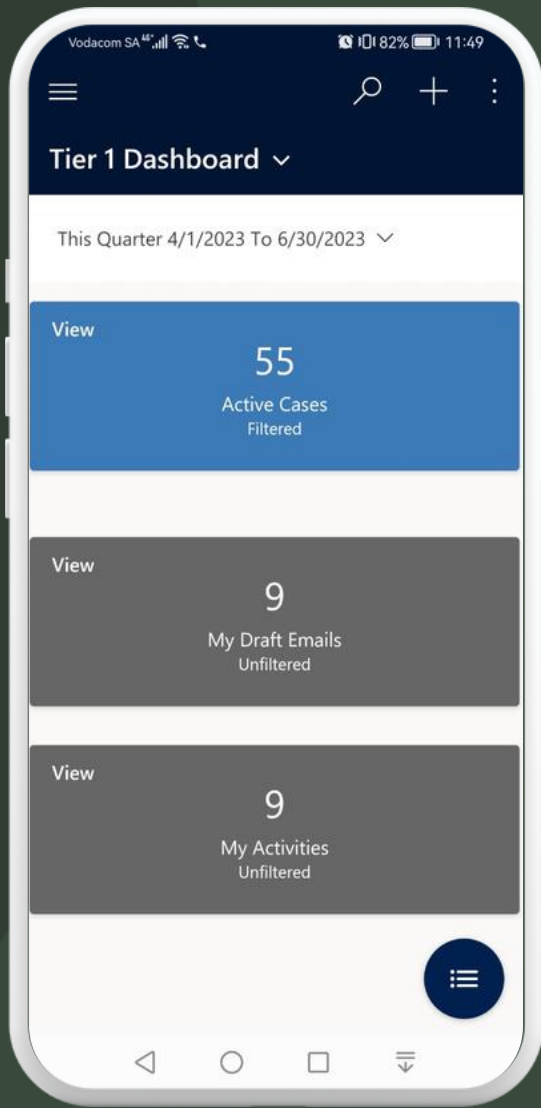 Vodacom SA 82% 11:49
Tier 1 Dashboard
This Quarter 4/1/2023 To 6/30/2023
View
55
Active Cases
Filtered
View
9
My Draft Emails
Unfiltered
View
9
My Activities
Unfiltered